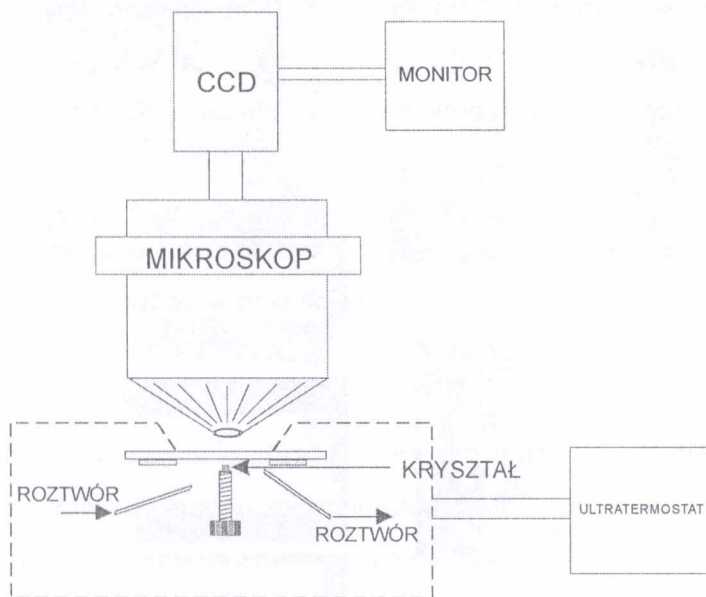 CCD
MONITOR
MIKROSKOP
KRYSZTAŁ
ROZTWÓR
ROZTWÓR
ULTRATERMOSTAT